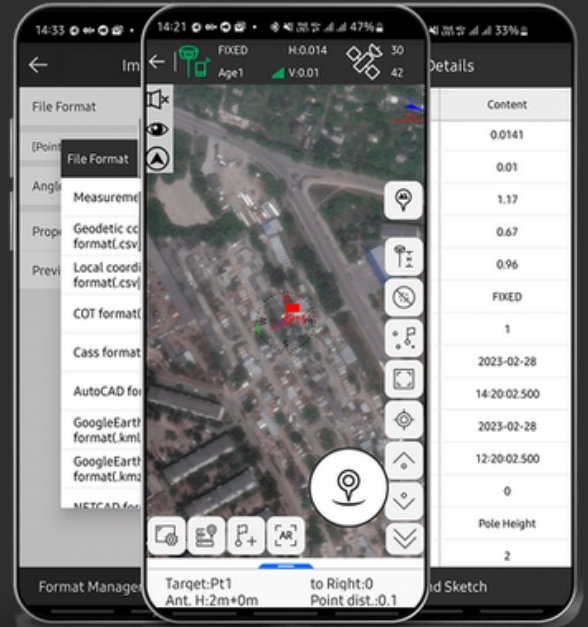 14:33
Im
File Format
[Point
Angle
Prope
Previ
File Format
Measureme
Geodetic co
format(.csv
Local coordi
format(.csv
COT format(
Cass format
AutoCAD fo
GoogleEarth
format(.kml
GoogleEarth
format(.kmz
NETCAD for
Format Manager
14:21 47%
FIXED H:0.014 30
Age1 V:0.01 42
AR
Target:Pt1 to Right:0
Ant. H:2m+0m Point dist.:0.1
33%
Details
Content
0.0141
0.01
1.17
0.67
0.96
FIXED
1
2023-02-28
14:20:02.500
2023-02-28
12:20:02.500
0
Pole Height
2
nd Sketch